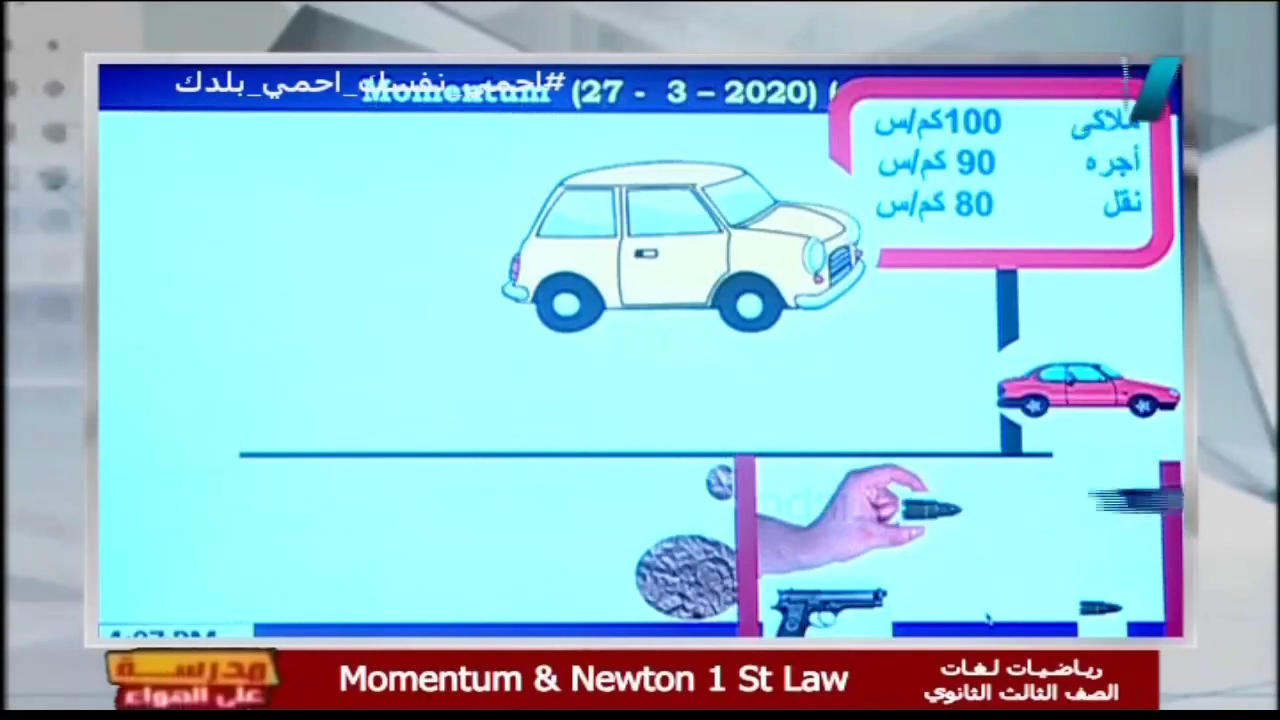 #احمي_نفسك_احمي_بلدك
Momentum (27 - 3 – 2020) (
ملاكى 100كم/س
أجره 90 كم/س
نقل 80 كم/س
مدرسة على الهواء
Momentum & Newton 1 St Law
رياضيات لغات
الصف الثالث الثانوي